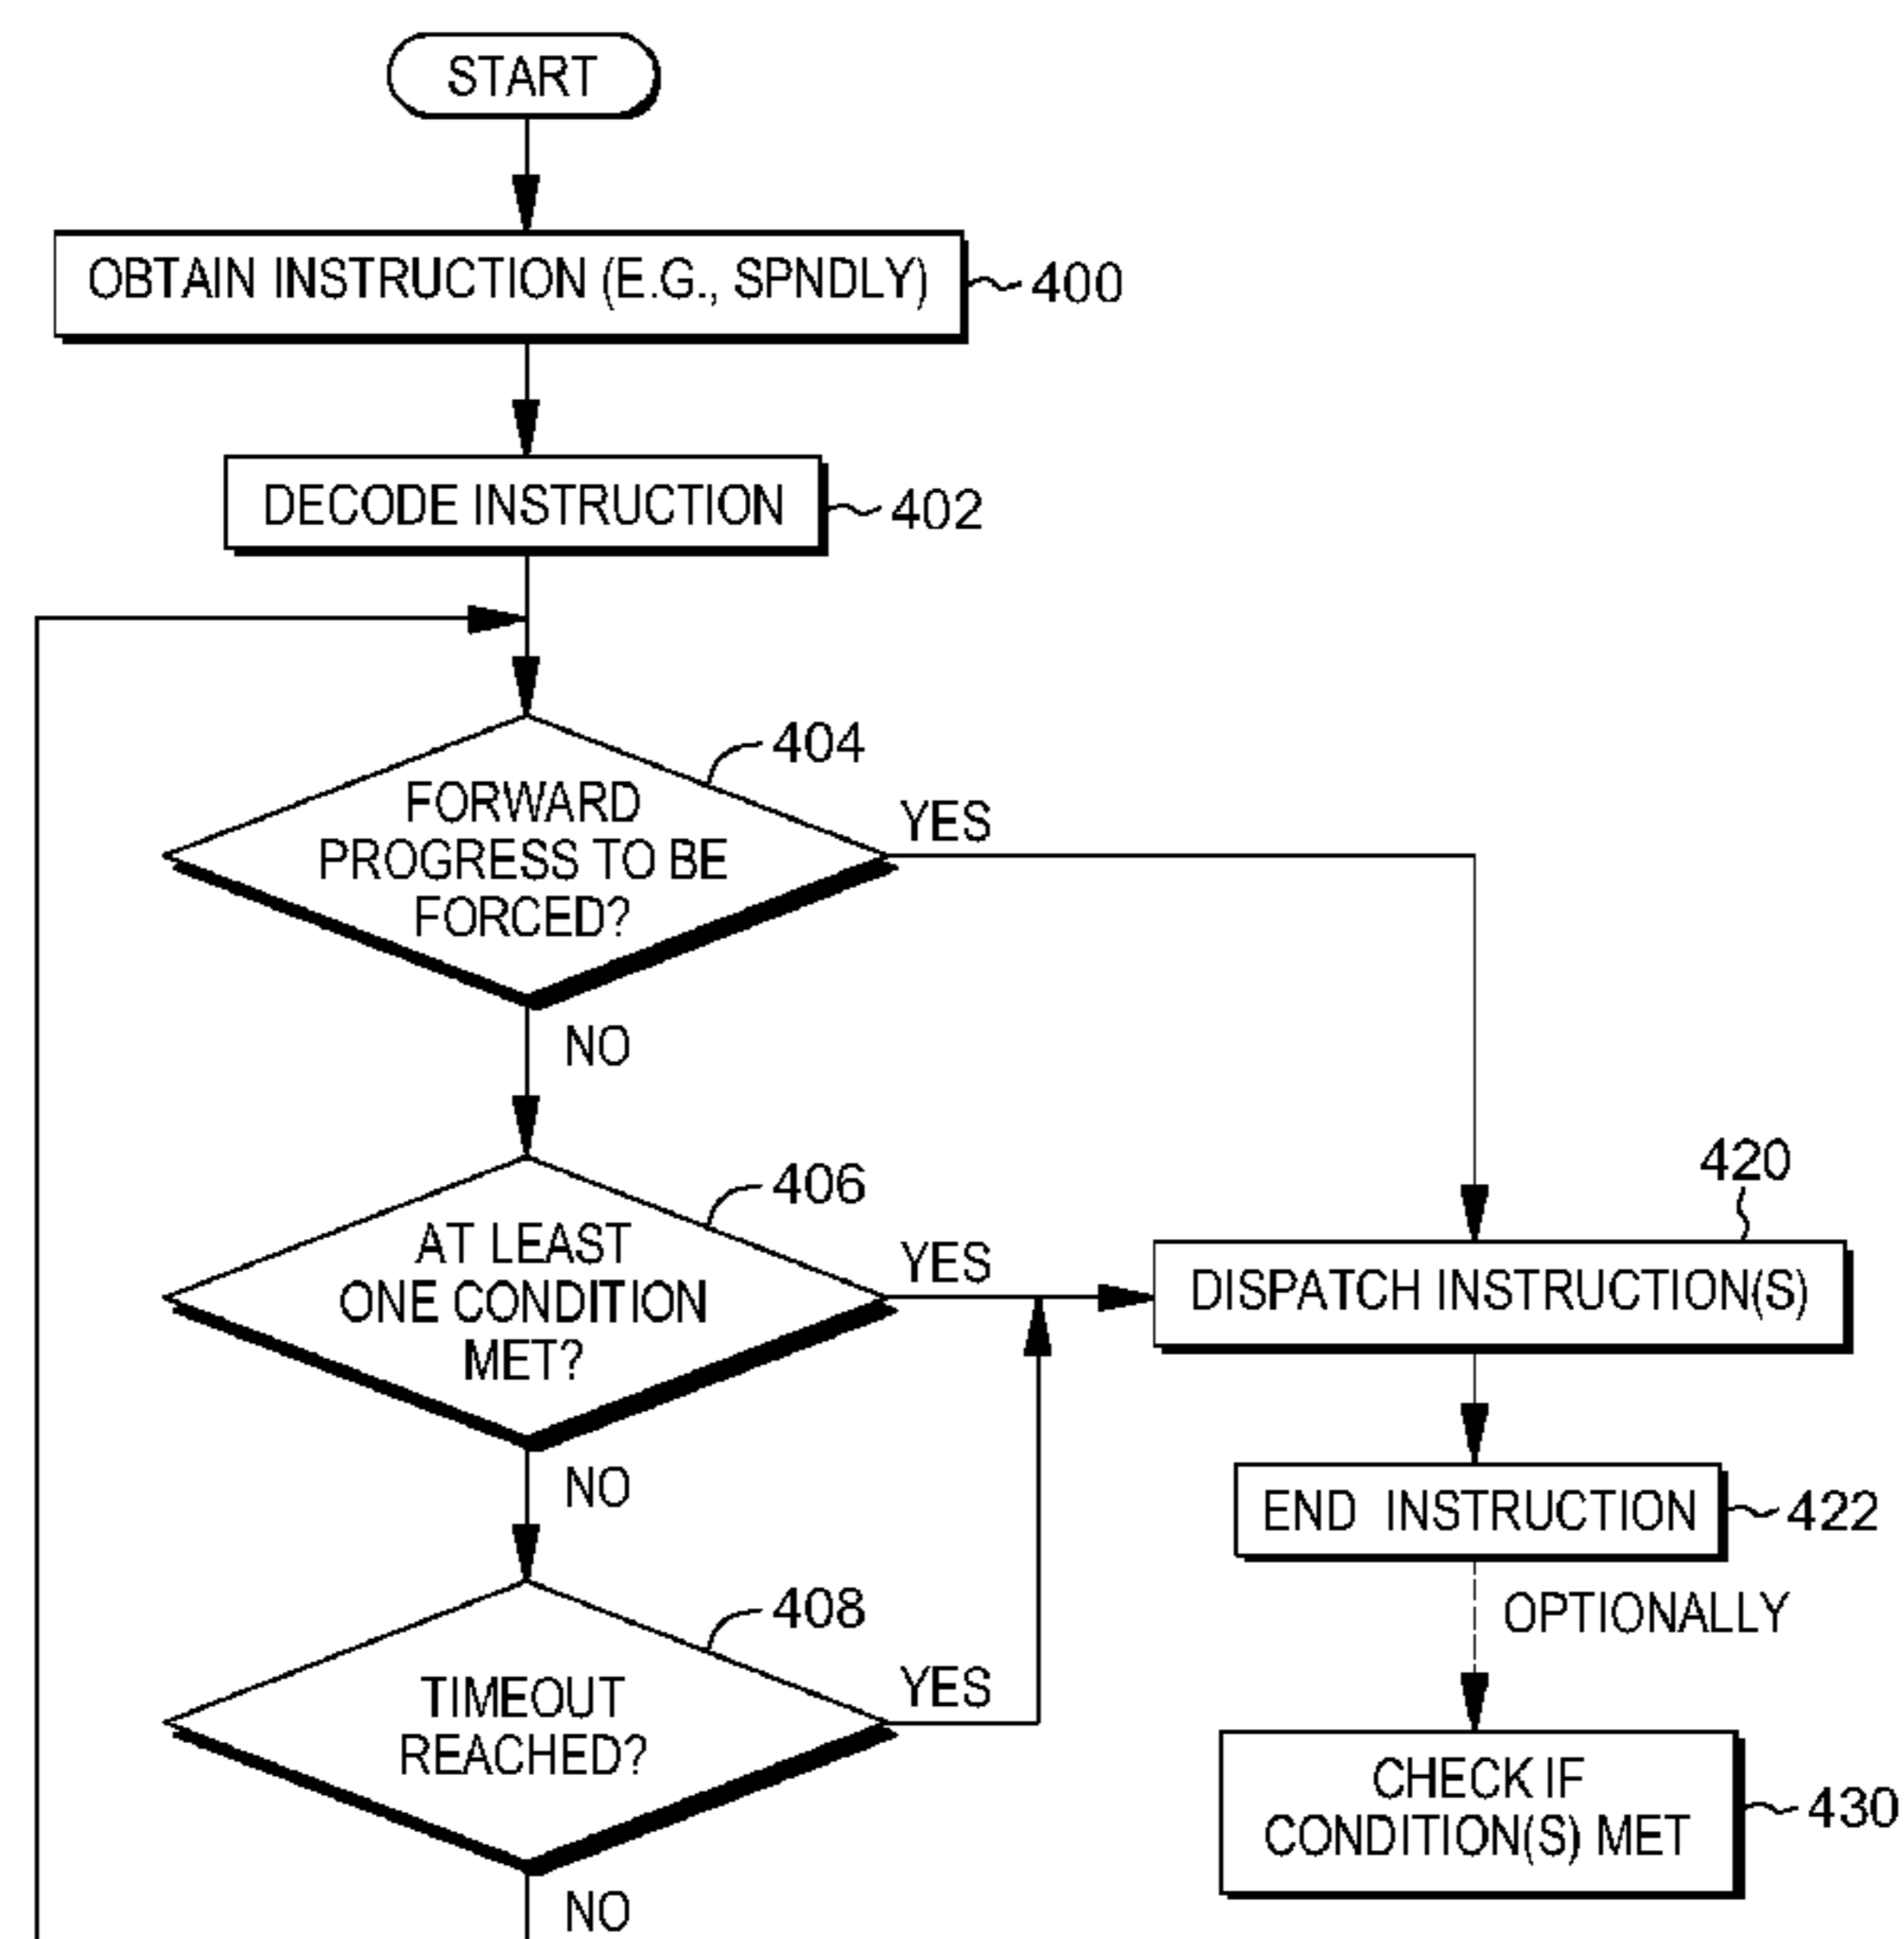 START
OBTAIN INSTRUCTION (E.G., SPNDLY)
400
DECODE INSTRUCTION
402
404
FORWARD
PROGRESS TO BE
FORCED?
YES
NO
406
AT LEAST
ONE CONDITION
MET?
YES
NO
408
TIMEOUT
REACHED?
YES
NO
420
DISPATCH INSTRUCTION(S)
END INSTRUCTION
422
OPTIONALLY
CHECK IF
CONDITION(S) MET
430